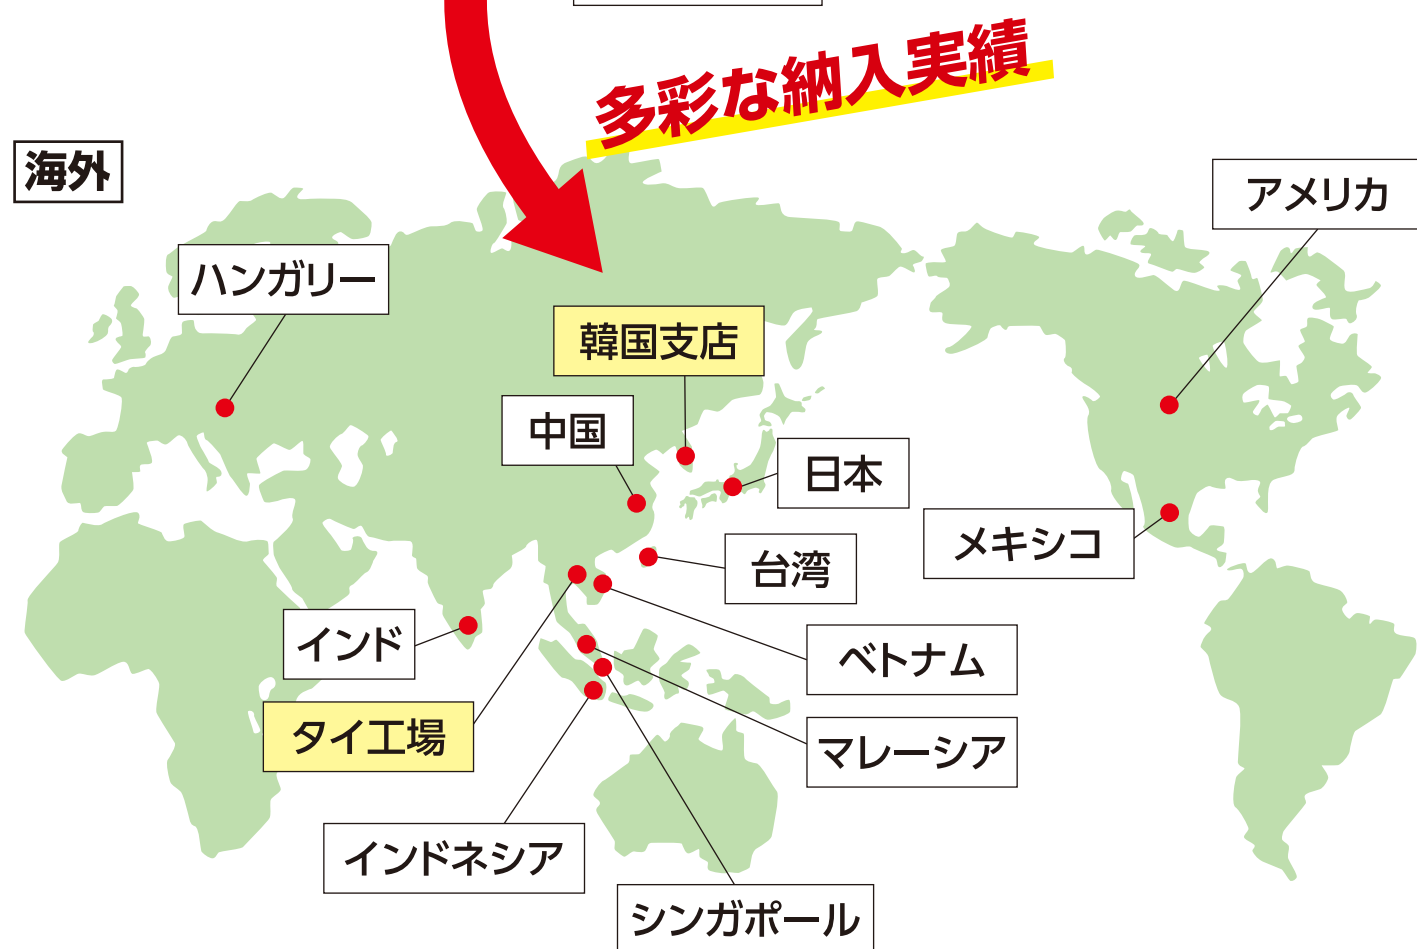 多彩な納入実績
海外
アメリカ
ハンガリー
韓国支店
中国
日本
メキシコ
台湾
インド
ベトナム
タイ工場
マレーシア
インドネシア
シンガポール